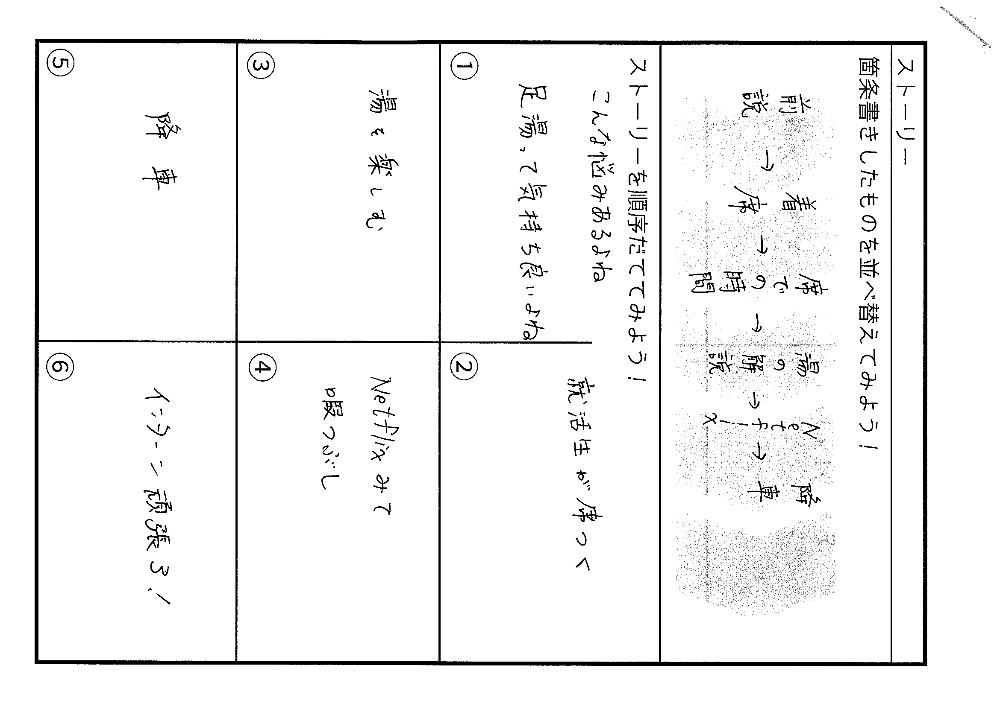 ストーリー
箇条書きしたものを並べ替えてみよう！
前説 → 着席 → 席での時間 → 湯の解説 → Netflix → 降車
ストーリーを順序だててみよう！
こんな悩みあるよね
足湯って気持ち良いよね
①
就活生が席つく
②
湯を楽しむ
③
Netflixみて
暇つぶし
④
降車
⑤
インターン頑張ろ！
⑥